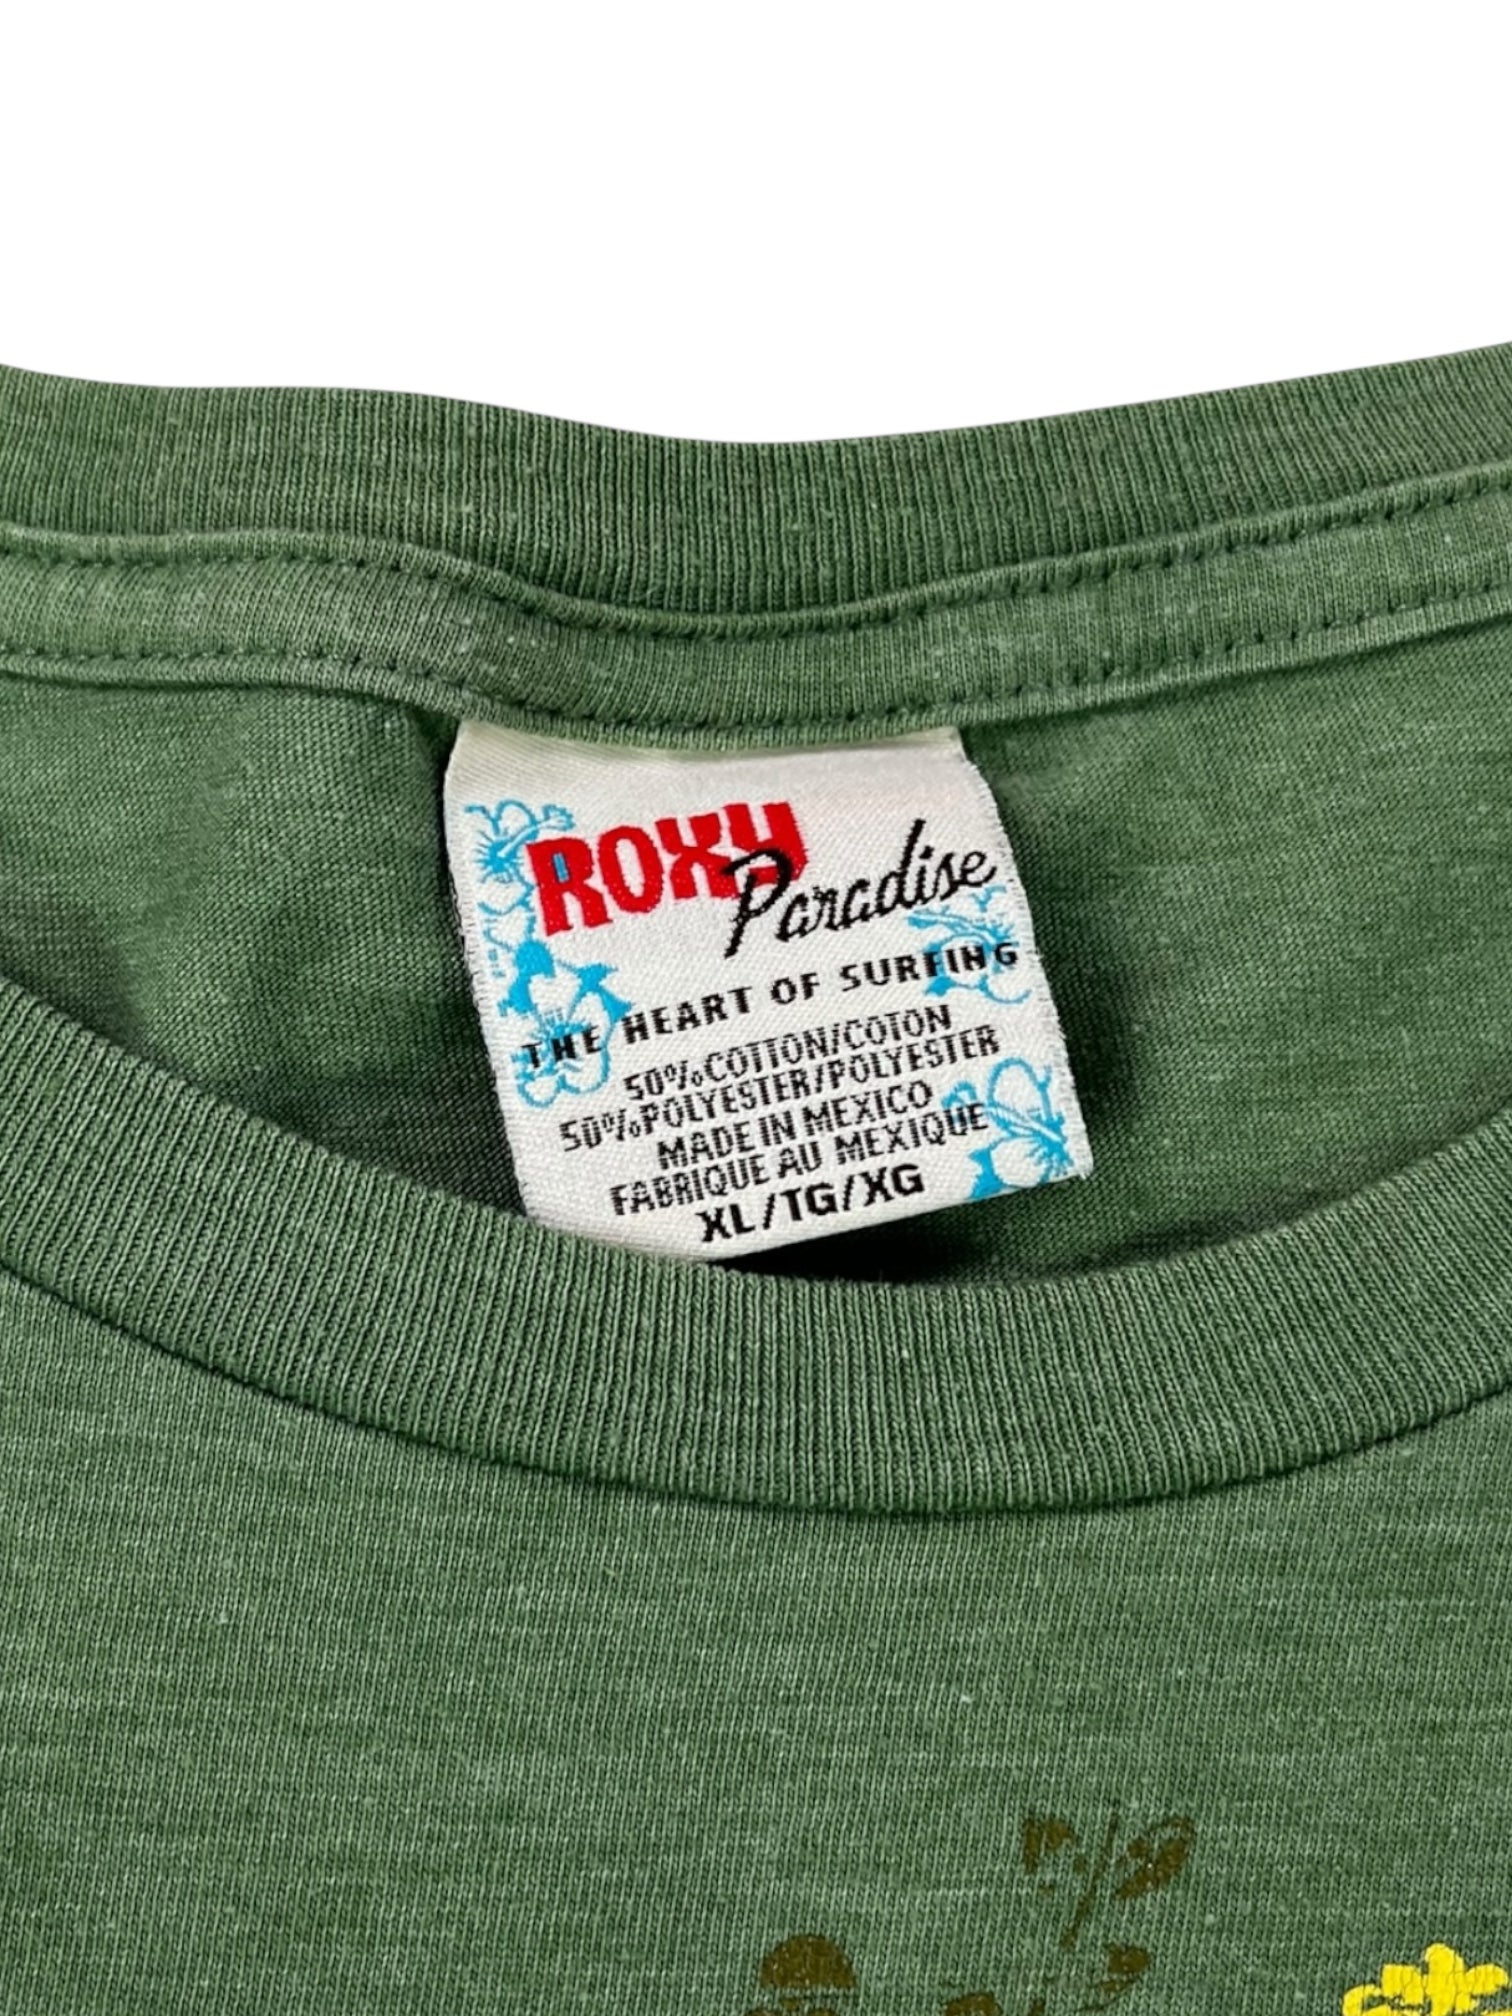 ROXY
Paradise
THE HEART OF SURFING
50%COTTON/COTON
50%POLYESTER/POLYESTER
MADE IN MEXICO
FABRIQUE AU MEXIQUE
XL/TG/XG